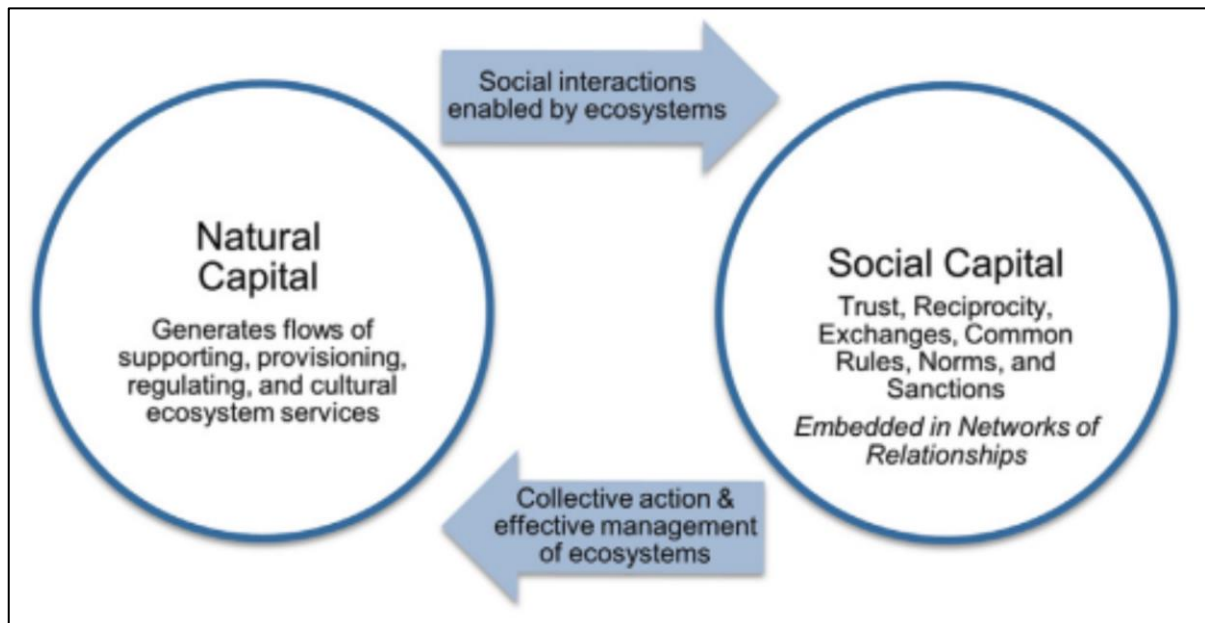 Social interactions
enabled by ecosystems
Natural
Capital
Generates flows of
supporting, provisioning,
regulating, and cultural
ecosystem services
Social Capital
Trust, Reciprocity,
Exchanges, Common
Rules, Norms, and
Sanctions
Embedded in Networks of
Relationships
Collective action &
effective management
of ecosystems